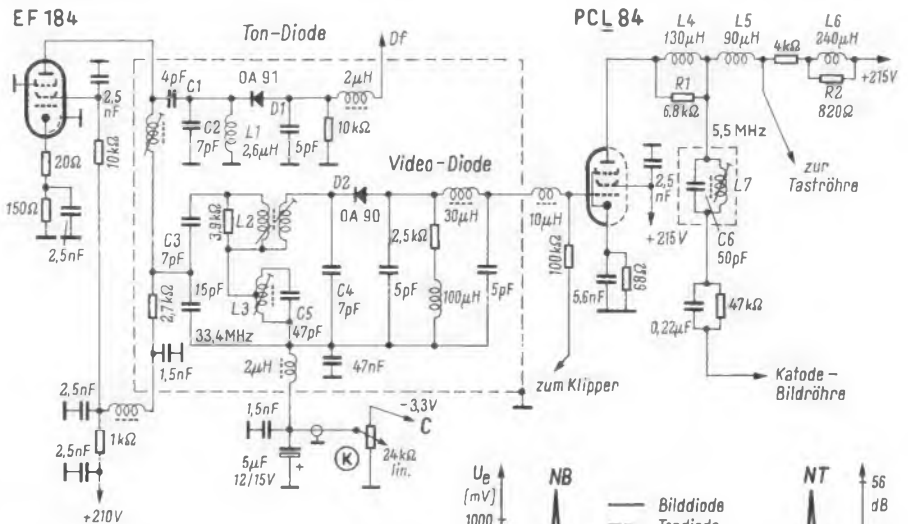 EF 184
PCL 84
Ton-Diode
Df
L4
130µH
L5
90µH
L6
240µH
4kΩ
+215V
R1
6.8kΩ
R2
820Ω
4pF
C1
OA 91
2µH
D1
2,5
nF
10kΩ
C2
7pF
L1
2,6µH
5pF
10kΩ
20Ω
150Ω
2,5nF
Video-Diode
D2
OA 90
5,5 MHz
zur
Taströhre
2,5
nF
L7
+215V
C6
50pF
C3
7pF
3,9kΩ
L2
30µH
10µH
2,5kΩ
100kΩ
15pF
L3
C5
47pF
C4
7pF
5pF
100µH
5pF
5,6nF
68Ω
2,7kΩ
33,4MHz
47kΩ
0,22µF
1,5nF
2µH
47nF
zum Klipper
Katode-
Bildröhre
2,5nF
1kΩ
2,5nF
1,5nF
-3,3V
C
5µF
12/15V
+
K
24kΩ
lin.
+210V
Ue
[mV]
1000
NB
Bilddiode
Tondiode
NT
56
dB